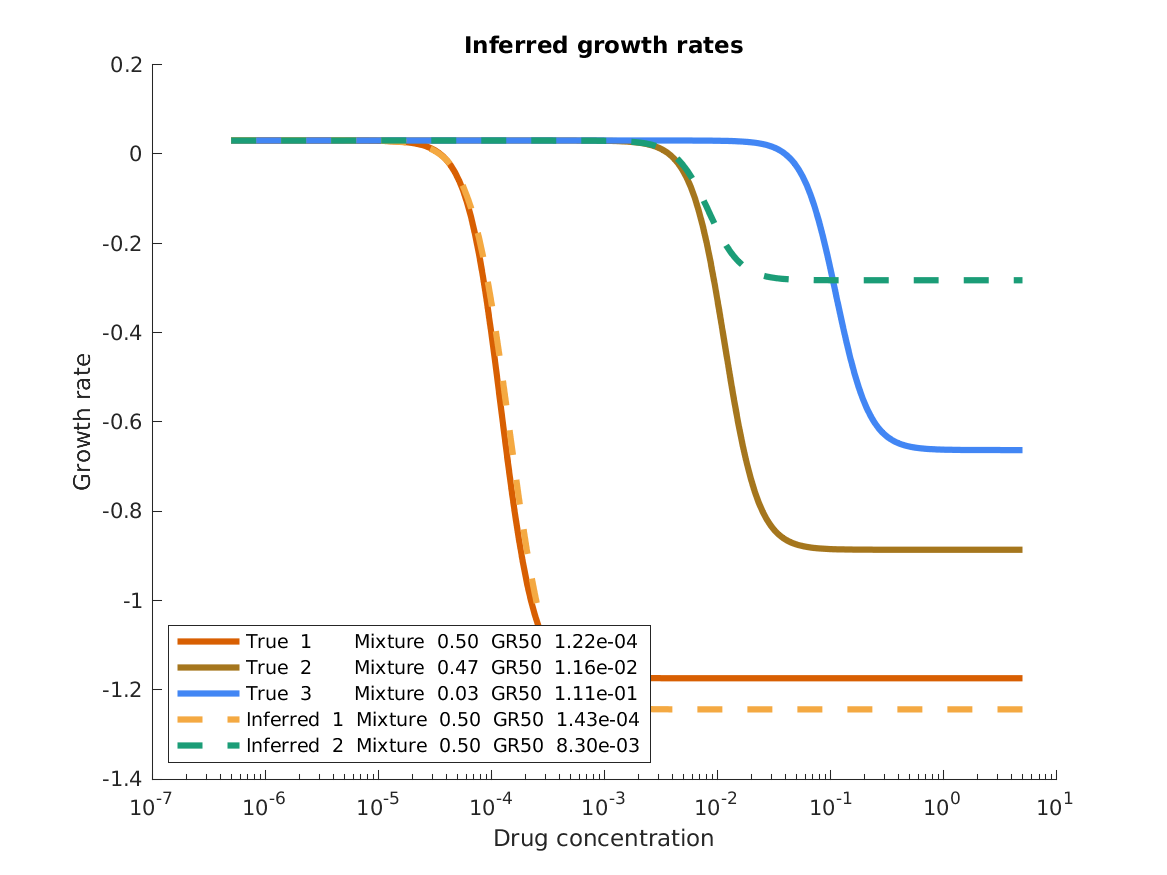 Inferred growth rates
0.2
0
-0.2
-0.4
-0.6
-0.8
-1
-1.2
-1.4
Growth rate
True 1 Mixture 0.50 GR50 1.22e-04
True 2 Mixture 0.47 GR50 1.16e-02
True 3 Mixture 0.03 GR50 1.11e-01
Inferred 1 Mixture 0.50 GR50 1.43e-04
Inferred 2 Mixture 0.50 GR50 8.30e-03
10^-7 10^-6 10^-5 10^-4 10^-3 10^-2 10^-1 10^0 10^1
Drug concentration